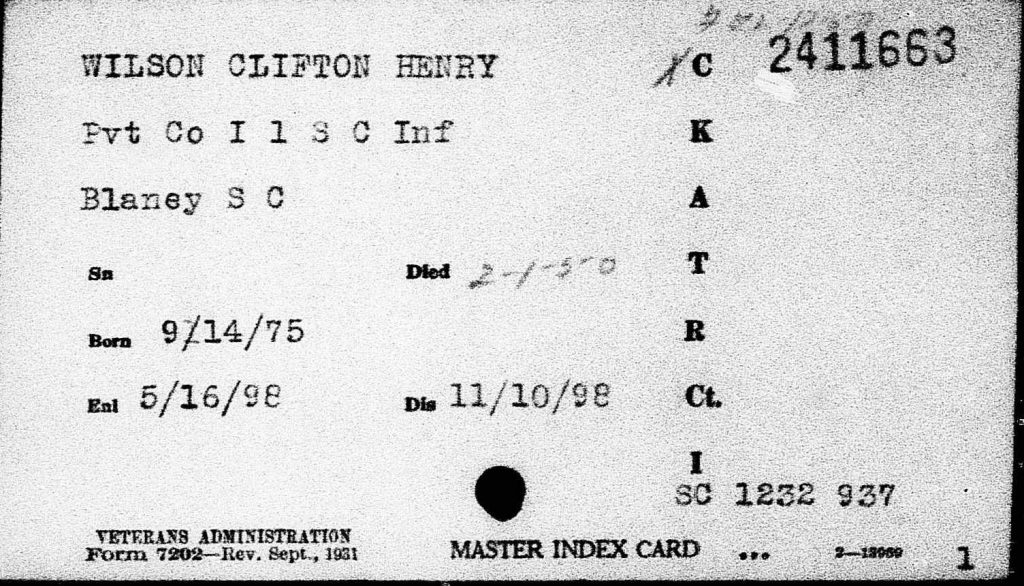 WILSON CLIFTON HENRY
C 2411663
Pvt Co I 1 S C Inf
K
Blaney S C
A
Sn
Died 2-1-50
T
Born 9/14/75
R
Enl 5/16/98
Dis 11/10/98
Ct.
I
SC 1232 937
VETERANS ADMINISTRATION
Form 7202—Rev. Sept., 1931
MASTER INDEX CARD
2—13969
1